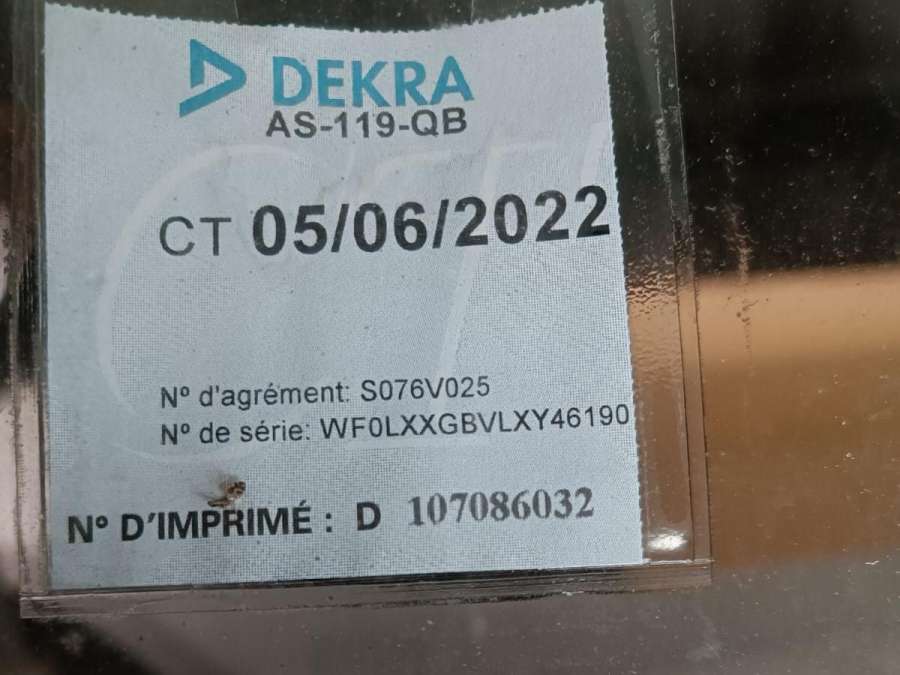 DEKRA
AS-119-QB
CT 05/06/2022
N° d'agrément: S076V025
N° de série: WF0LXXGBVLXY46190
N° D'IMPRIMÉ : D 107086032